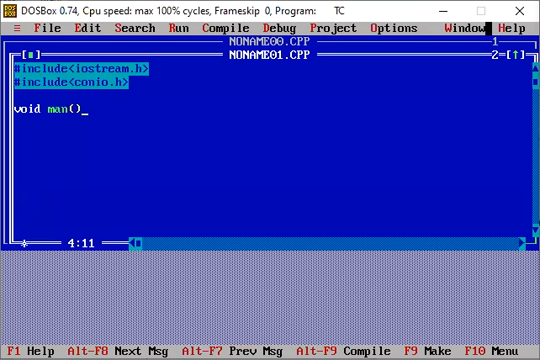 DOSBox 0.74, Cpu speed: max 100% cycles, Frameskip 0, Program: TC
≡ File Edit Search Run Compile Debug Project Options Window Help
NONAME00.CPP 1
[■] NONAME01.CPP 2=[↑]
#include<iostream.h>
#include<conio.h>
void man()_
* 4:11
F1 Help Alt-F8 Next Msg Alt-F7 Prev Msg Alt-F9 Compile F9 Make F10 Menu